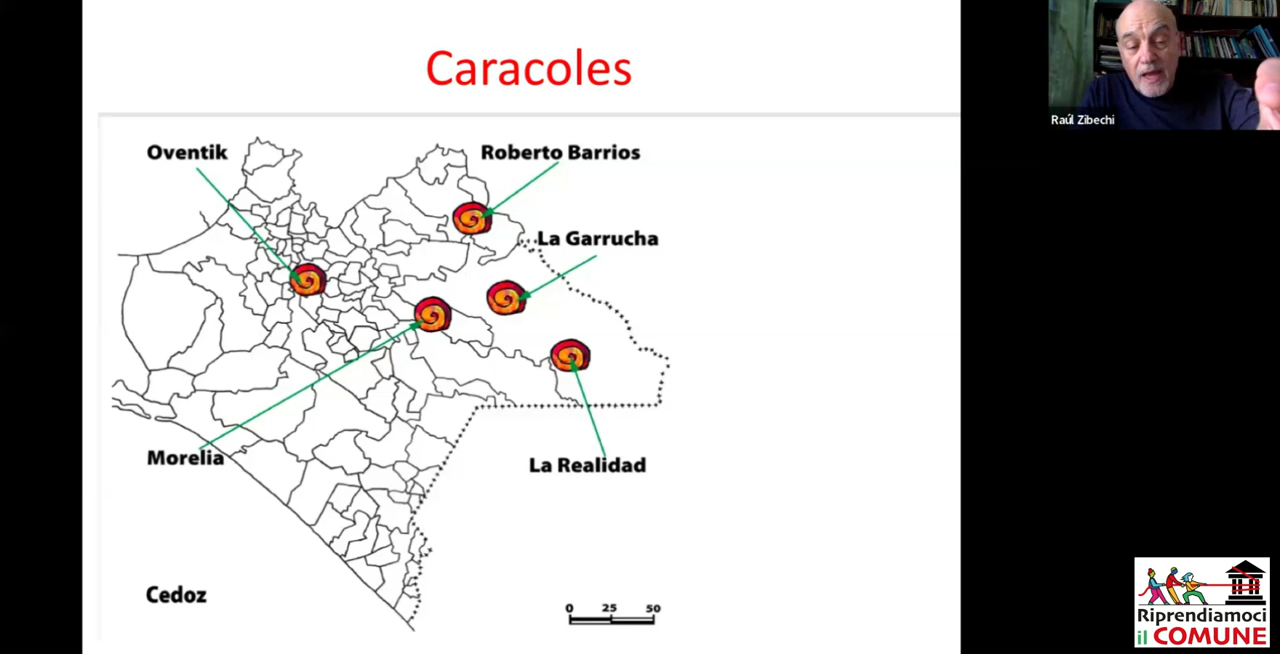 Caracoles
Raúl Zibechi
Oventik
Roberto Barrios
La Garrucha
Morelia
La Realidad
Cedoz
0 25 50
Riprendiamoci
il COMUNE